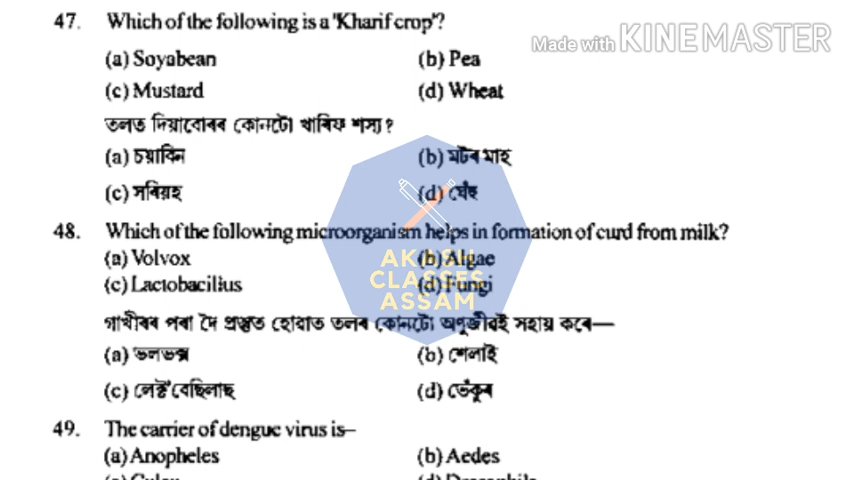 Made with KINEMASTER
47. Which of the following is a 'Kharif crop'?
(a) Soyabean (b) Pea
(c) Mustard (d) Wheat
তলত দিয়াবোৰৰ কোনটো খাৰিফ শস্য?
(a) চয়াবিন (b) মটৰ মাহ
(c) সৰিয়হ (d) ঘেঁহু
48. Which of the following microorganism helps in formation of curd from milk?
(a) Volvox (b) Algae
(c) Lactobacilius (d) Fungi
AKASH
CLASSES
ASSAM
গাখীৰৰ পৰা দৈ প্ৰস্তুত হোৱাত তলৰ কোনটো অণুজীৱই সহায় কৰে—
(a) ভলভক্স (b) শেলাই
(c) লেক্ট'বেছিলাছ (d) ভেঁকুৰ
49. The carrier of dengue virus is–
(a) Anopheles (b) Aedes